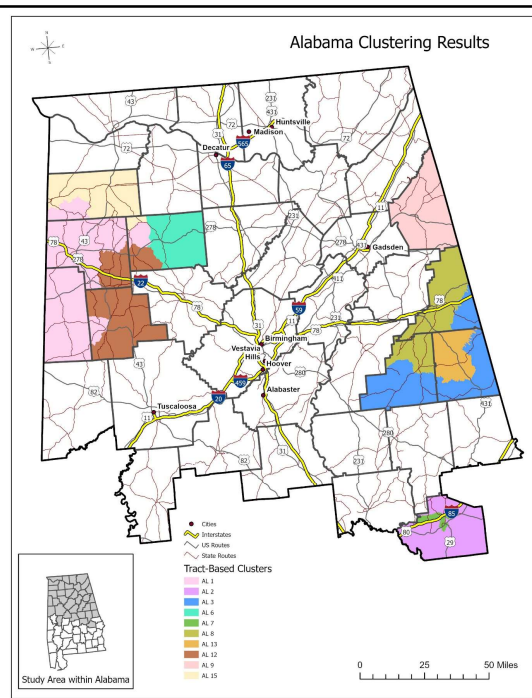 Alabama Clustering Results
N
W
E
S
43
231
431
Huntsville
72
Madison
72
31
565
Decatur
72
65
231
11
278
278
431
Gadsden
78
43
278
411
22
78
59
78
231
11
78
31
Birmingham
Vestavia
Hills
Hoover
280
459
43
82
20
Alabaster
Tuscaloosa
11
431
280
31
82
231
85
80
29
Cities
Interstates
US Routes
State Routes
Tract-Based Clusters
AL 1
AL 2
AL 3
AL 6
AL 7
AL 8
AL 13
AL 12
AL 9
AL 15
Study Area within Alabama
0 25 50 Miles